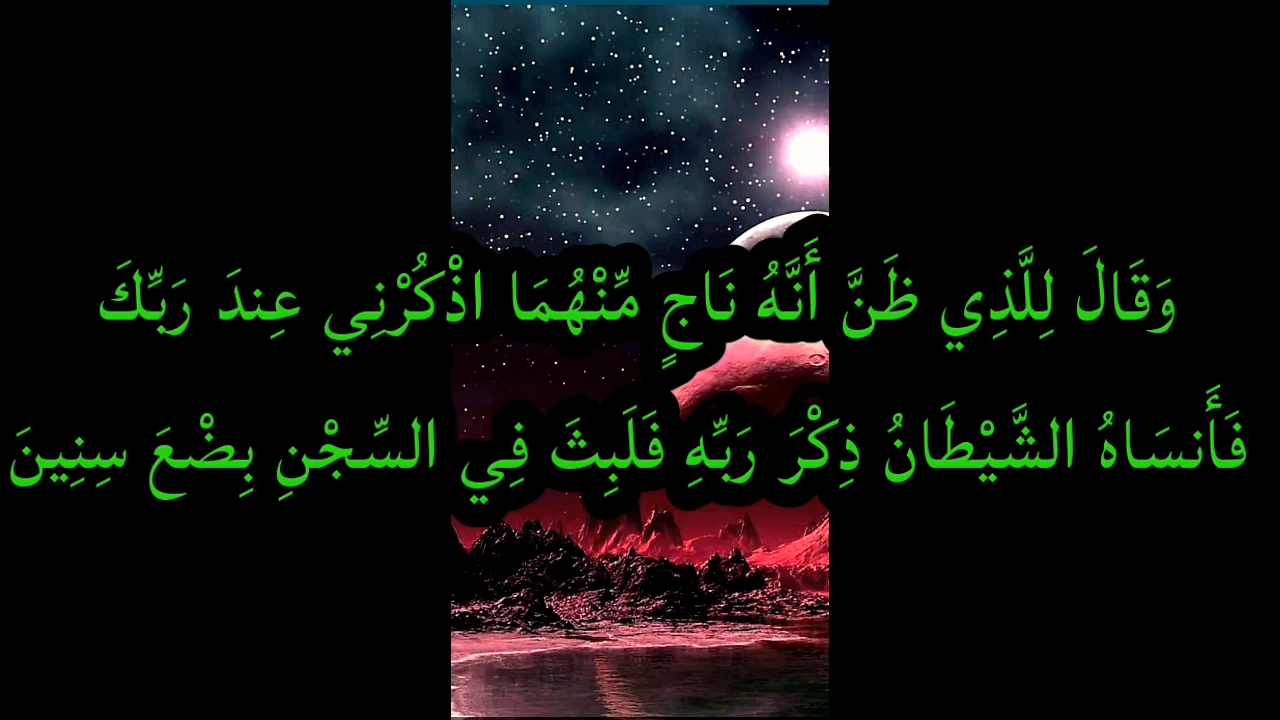 وَقَالَ لِلَّذِي ظَنَّ أَنَّهُ نَاجٍ مِّنْهُمَا اذْكُرْنِي عِندَ رَبِّكَ
فَأَنسَاهُ الشَّيْطَانُ ذِكْرَ رَبِّهِ فَلَبِثَ فِي السِّجْنِ بِضْعَ سِنِينَ